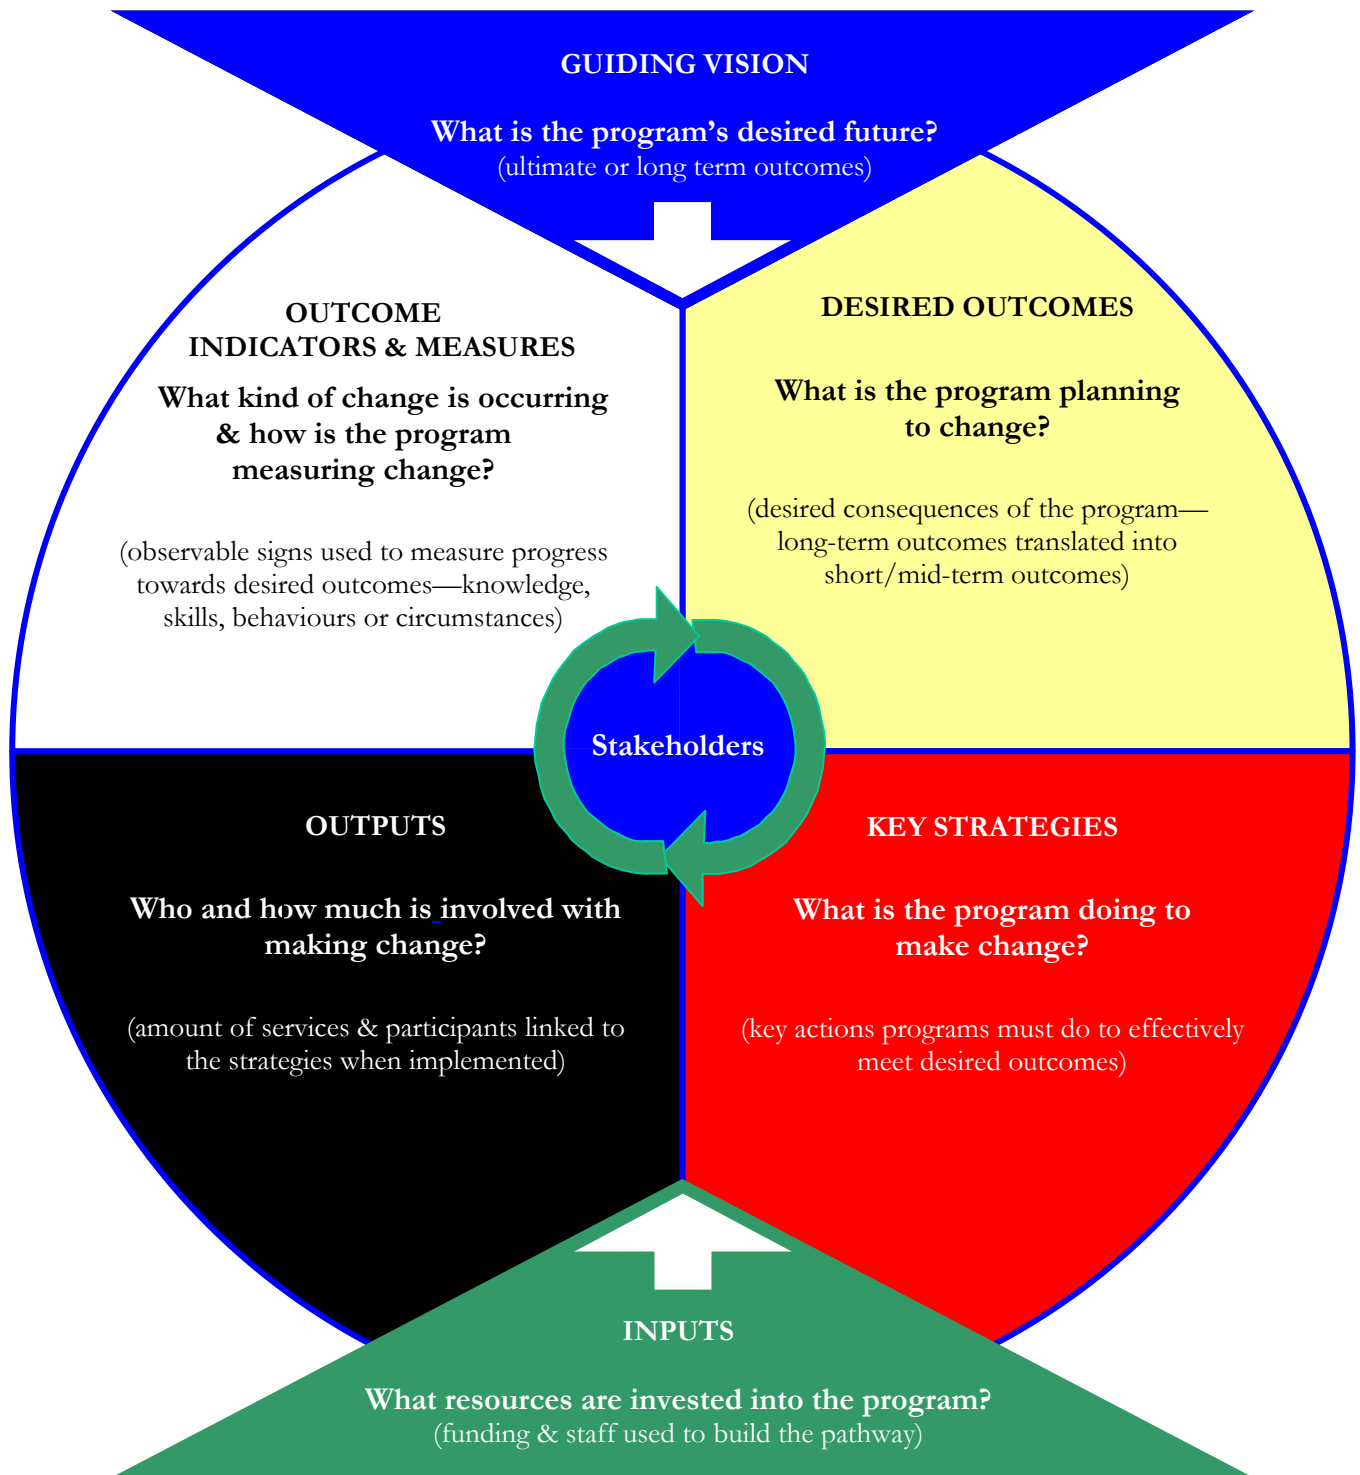 GUIDING VISION
What is the program’s desired future?
(ultimate or long term outcomes)
OUTCOME
INDICATORS & MEASURES
What kind of change is occurring
& how is the program
measuring change?
(observable signs used to measure progress
towards desired outcomes—knowledge,
skills, behaviours or circumstances)
DESIRED OUTCOMES
What is the program planning
to change?
(desired consequences of the program—
long-term outcomes translated into
short/mid-term outcomes)
Stakeholders
OUTPUTS
Who and how much is involved with
making change?
(amount of services & participants linked to
the strategies when implemented)
KEY STRATEGIES
What is the program doing to
make change?
(key actions programs must do to effectively
meet desired outcomes)
INPUTS
What resources are invested into the program?
(funding & staff used to build the pathway)